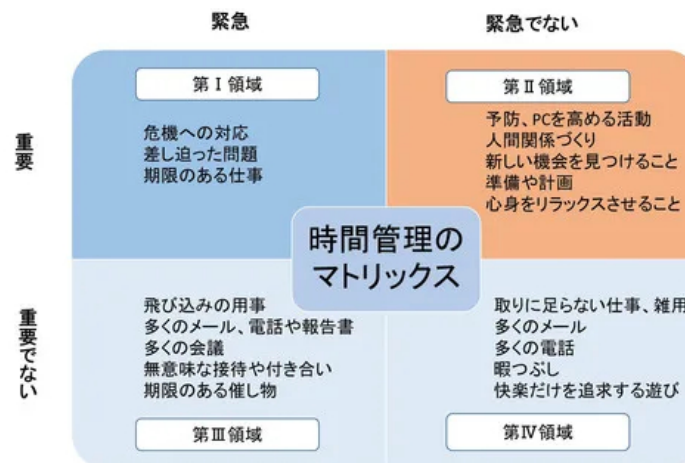 緊急
緊急でない
重要
第Ⅰ領域
危機への対応
差し迫った問題
期限のある仕事
第Ⅱ領域
予防、PCを高める活動
人間関係づくり
新しい機会を見つけること
準備や計画
心身をリラックスさせること
時間管理の
マトリックス
重要でない
飛び込みの用事
多くのメール、電話や報告書
多くの会議
無意味な接待や付き合い
期限のある催し物
第Ⅲ領域
取りに足らない仕事、雑用
多くのメール
多くの電話
暇つぶし
快楽だけを追求する遊び
第Ⅳ領域